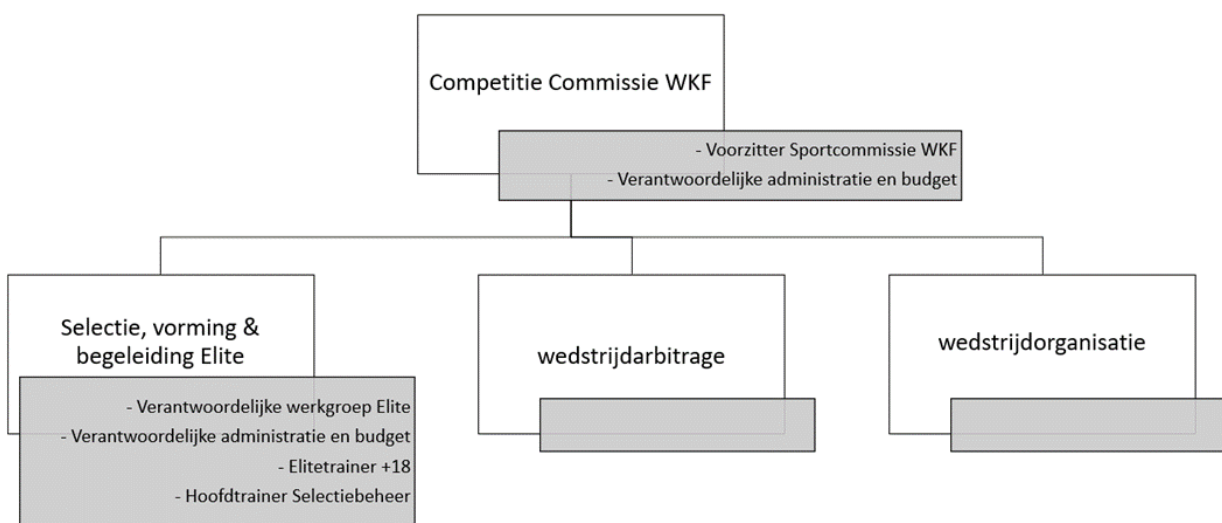 Competitie Commissie WKF
- Voorzitter Sportcommissie WKF
- Verantwoordelijke administratie en budget
Selectie, vorming &
begeleiding Elite
- Verantwoordelijke werkgroep Elite
- Verantwoordelijke administratie en budget
- Elitetrainer +18
- Hoofdtrainer Selectiebeheer
wedstrijdarbitrage
wedstrijdorganisatie